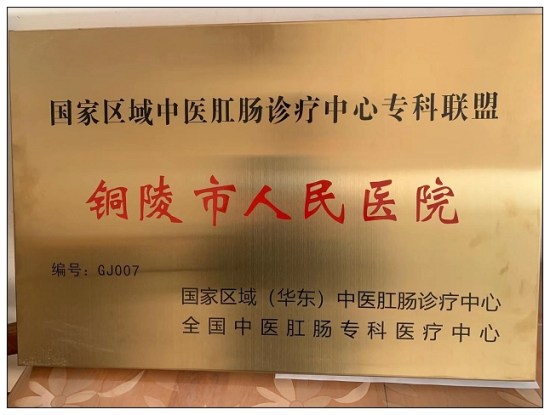 国家区域中医肛肠诊疗中心专科联盟
铜陵市人民医院
编号：GJ007
国家区域（华东）中医肛肠诊疗中心
全国中医肛肠专科医疗中心